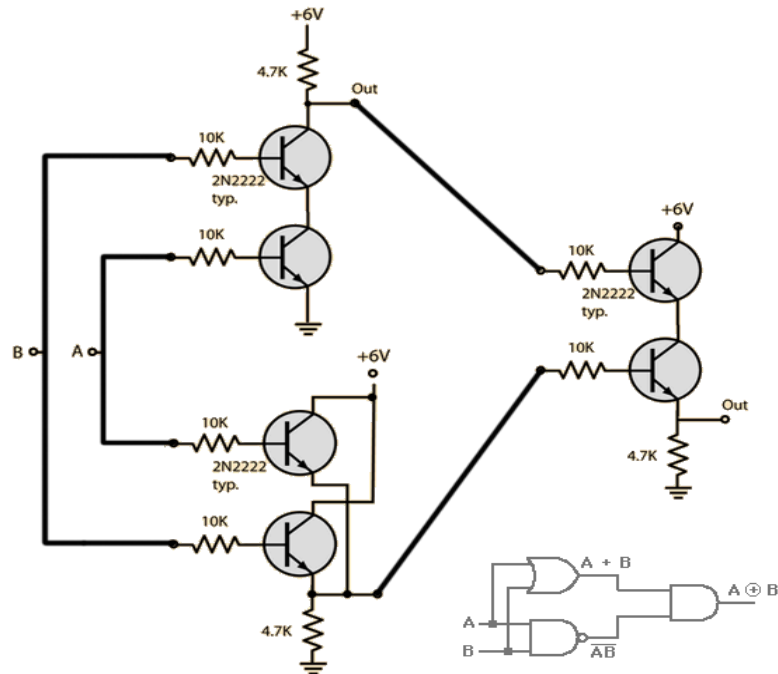 +6V
4.7K
Out
10K
2N2222
typ.
10K
+6V
10K
2N2222
typ.
B
A
10K
+6V
10K
2N2222
typ.
Out
10K
4.7K
4.7K
A + B
A ⊕ B
A
B
A̅B̅